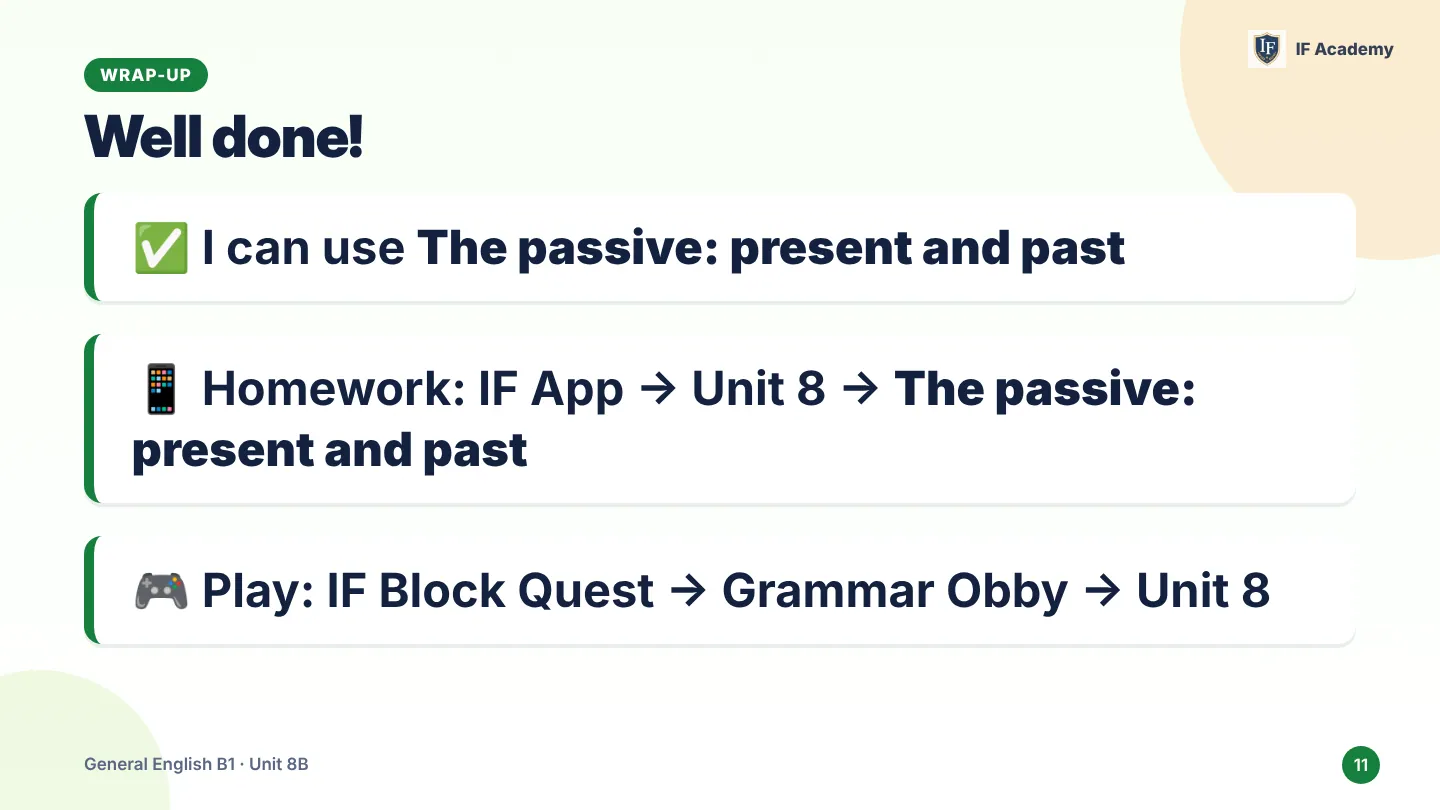 IF IF Academy
WRAP-UP
Well done!
✅ I can use The passive: present and past
📱 Homework: IF App → Unit 8 → The passive:
present and past
🎮 Play: IF Block Quest → Grammar Obby → Unit 8
General English B1 · Unit 8B
11